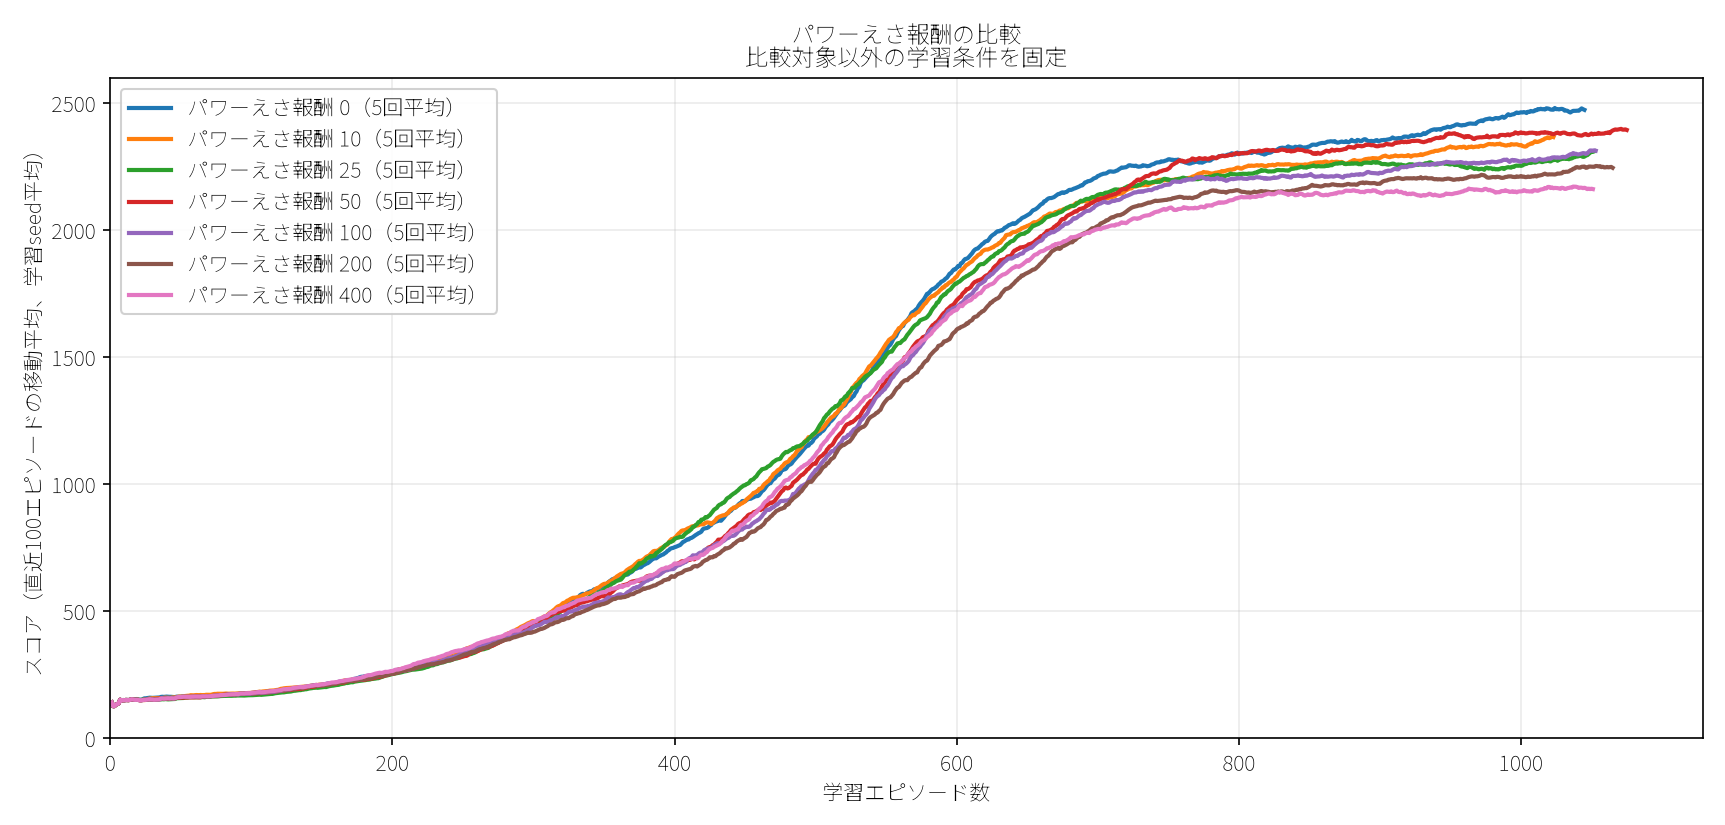 パワーえさ報酬の比較
比較対象以外の学習条件を固定
スコア（直近100エピソードの移動平均、学習seed平均）
2500
2000
1500
1000
500
0
パワーえさ報酬 0（5回平均）
パワーえさ報酬 10（5回平均）
パワーえさ報酬 25（5回平均）
パワーえさ報酬 50（5回平均）
パワーえさ報酬 100（5回平均）
パワーえさ報酬 200（5回平均）
パワーえさ報酬 400（5回平均）
0 200 400 600 800 1000
学習エピソード数